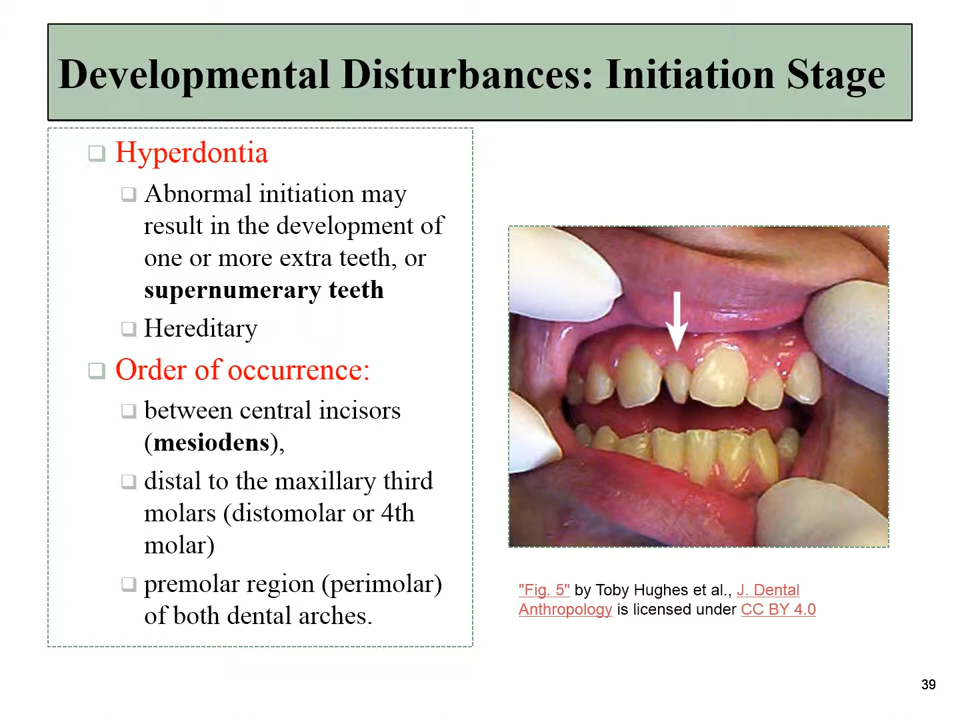 Developmental Disturbances: Initiation Stage
Hyperdontia
Abnormal initiation may
result in the development of
one or more extra teeth, or
supernumerary teeth
Hereditary
Order of occurrence:
between central incisors
(mesiodens),
distal to the maxillary third
molars (distomolar or 4th
molar)
premolar region (perimolar)
of both dental arches.
"Fig. 5" by Toby Hughes et al., J. Dental
Anthropology is licensed under CC BY 4.0
39